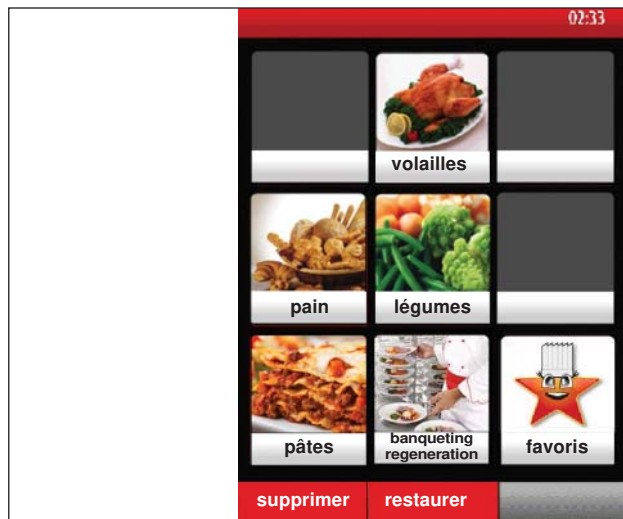 02:33
volailles
pain
légumes
pâtes
banqueting
regeneration
favoris
supprimer
restaurer